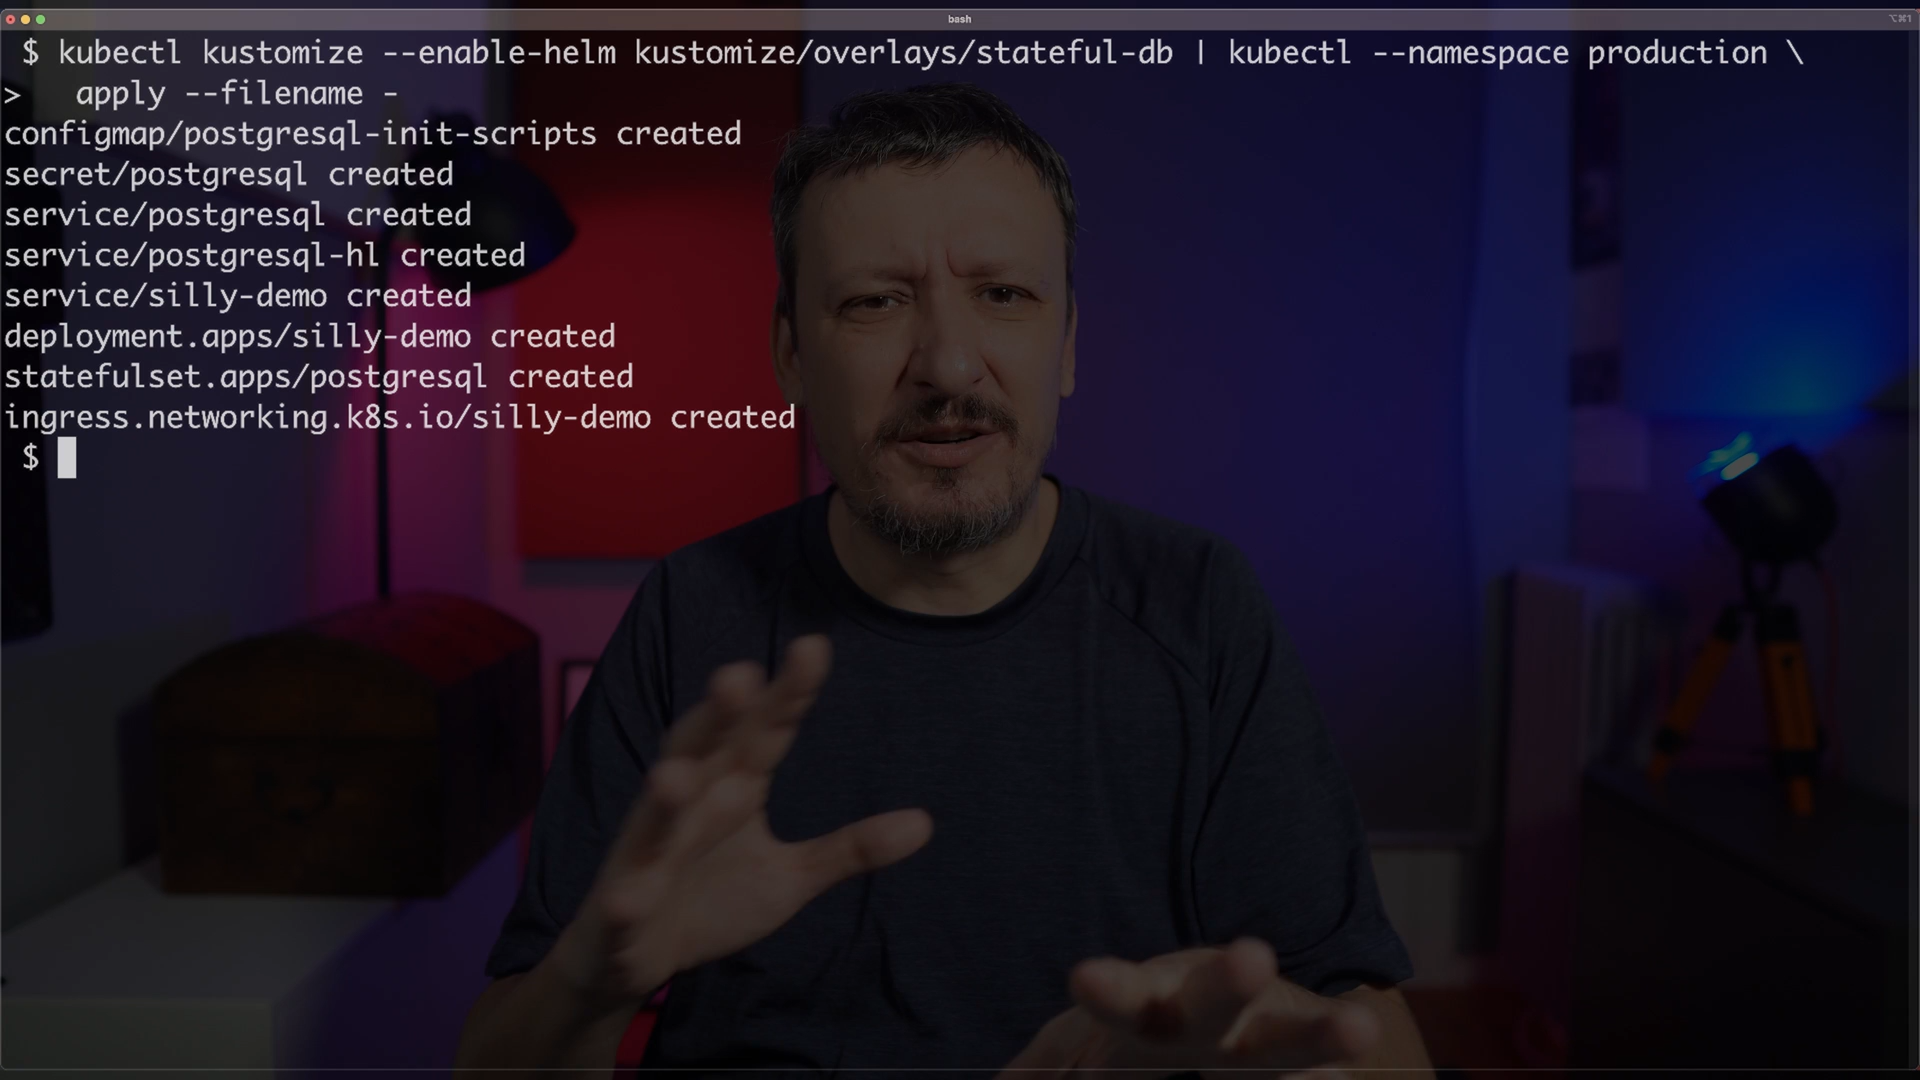 bash
⌥⌘1
$ kubectl kustomize --enable-helm kustomize/overlays/stateful-db | kubectl --namespace production \
>   apply --filename -
configmap/postgresql-init-scripts created
secret/postgresql created
service/postgresql created
service/postgresql-hl created
service/silly-demo created
deployment.apps/silly-demo created
statefulset.apps/postgresql created
ingress.networking.k8s.io/silly-demo created
$